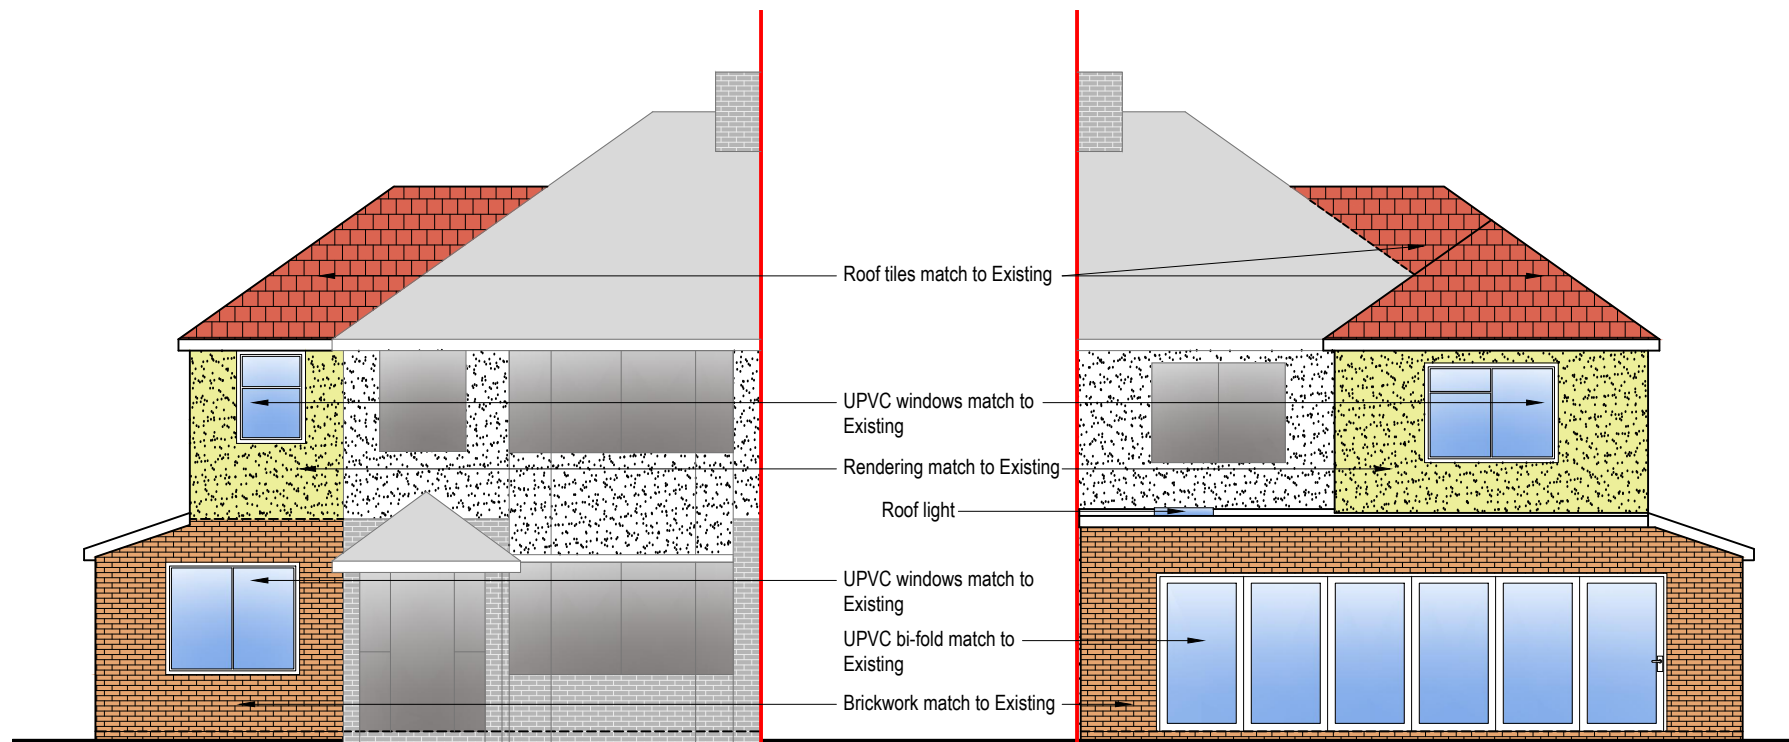 Roof tiles match to Existing
UPVC windows match to
Existing
Rendering match to Existing
Roof light
UPVC windows match to
Existing
UPVC bi-fold match to
Existing
Brickwork match to Existing